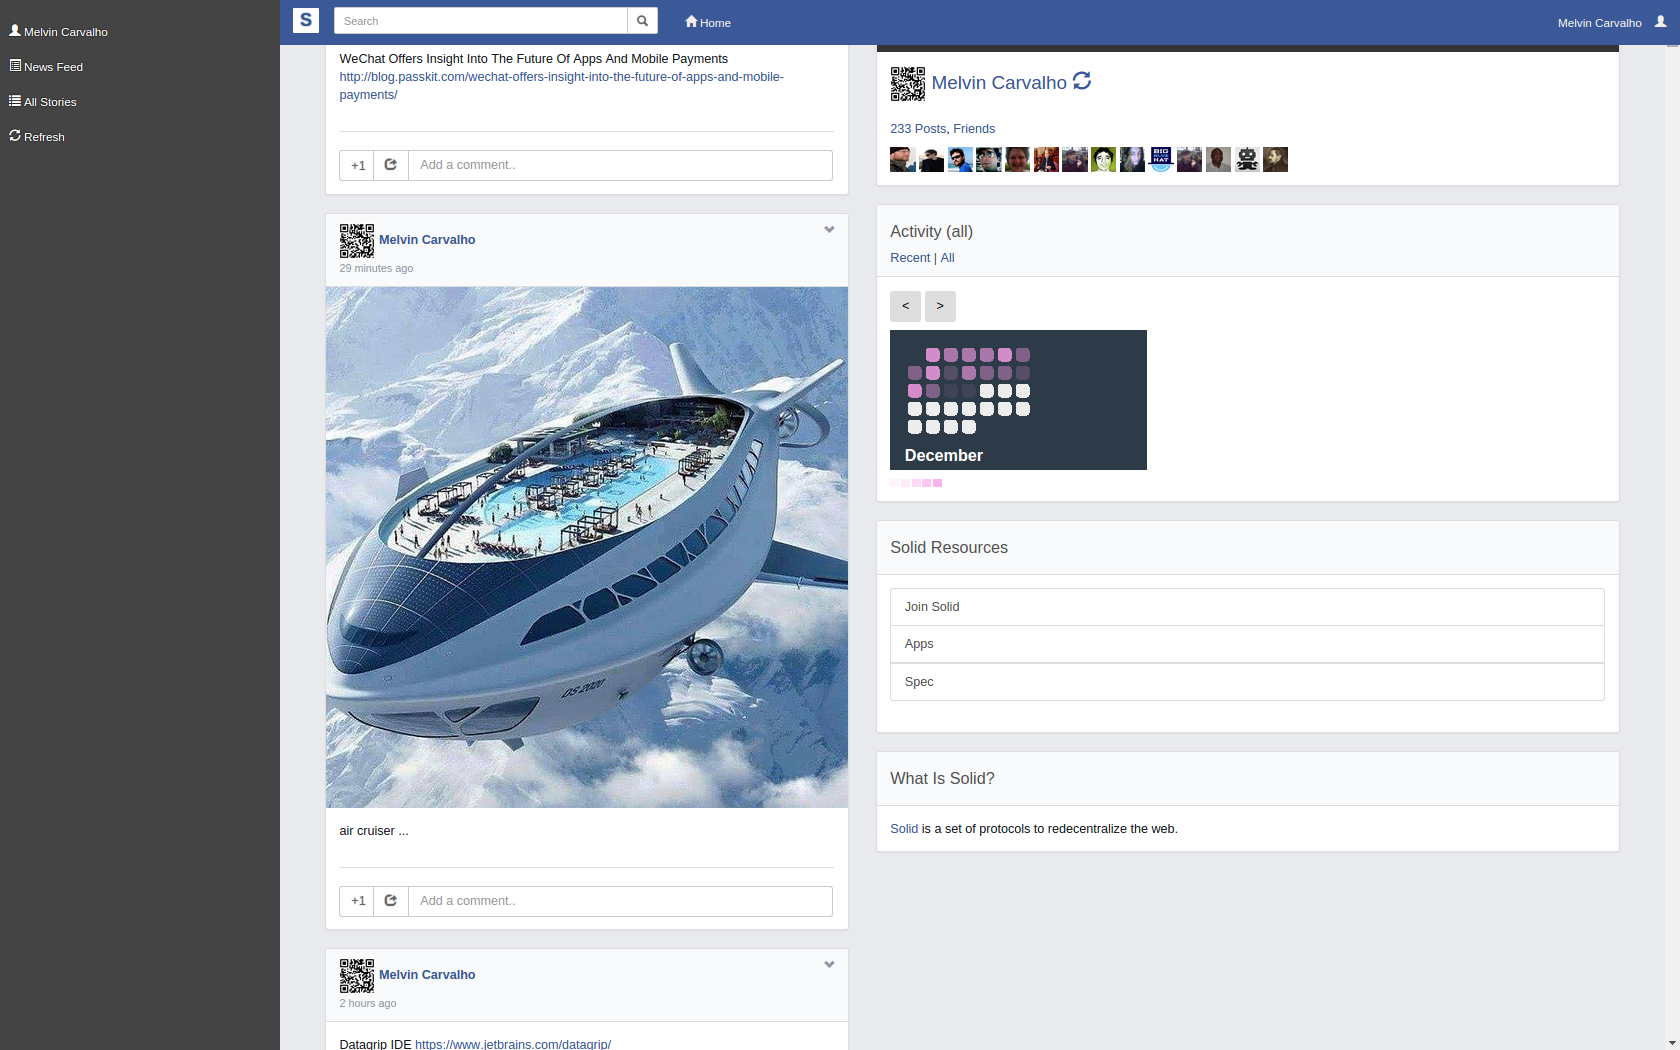 Melvin Carvalho
News Feed
All Stories
Refresh
S
Search
Home
Melvin Carvalho
WeChat Offers Insight Into The Future Of Apps And Mobile Payments
http://blog.passkit.com/wechat-offers-insight-into-the-future-of-apps-and-mobile-
payments/
+1
Add a comment..
Melvin Carvalho
29 minutes ago
DS 2020
air cruiser ...
+1
Add a comment..
Melvin Carvalho
2 hours ago
Datagrip IDE https://www.jetbrains.com/datagrip/
Melvin Carvalho
233 Posts, Friends
BIG
BLUE
HAT
Activity (all)
Recent | All
< >
December
Solid Resources
Join Solid
Apps
Spec
What Is Solid?
Solid is a set of protocols to redecentralize the web.